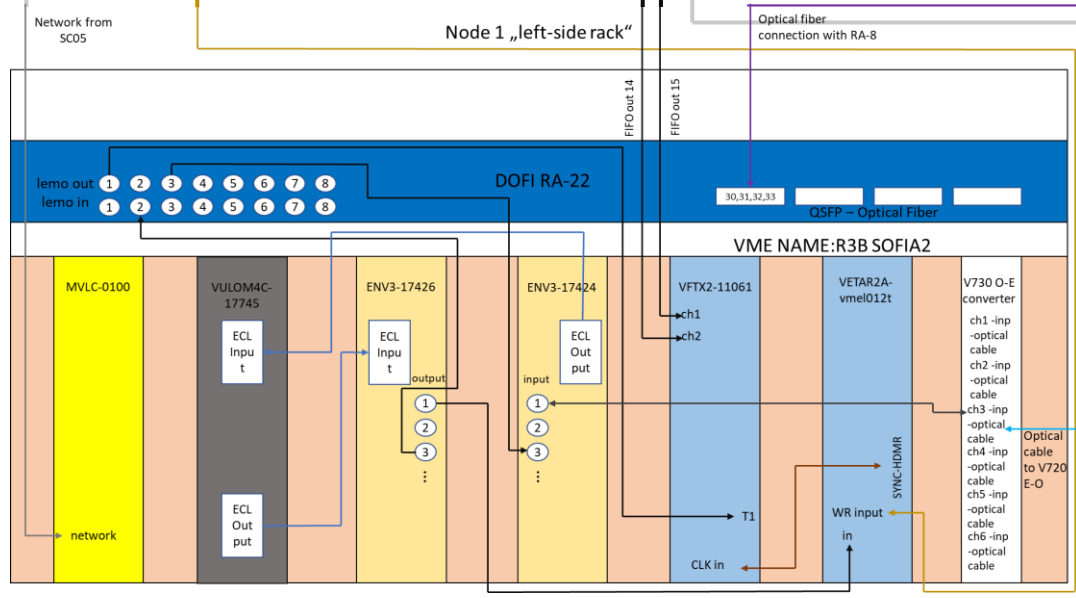 Network from
SC05
Node 1 „left-side rack“
Optical fiber
connection with RA-8
FIFO out 14
FIFO out 15
lemo out 1 2 3 4 5 6 7 8
lemo in 1 2 3 4 5 6 7 8
DOFI RA-22
30,31,32,33
QSFP – Optical Fiber
VME NAME:R3B SOFIA2
MVLC-0100
network
VULOM4C-
17745
ECL
Inpu
t
ECL
Out
put
ENV3-17426
ECL
Inpu
t
output
1
2
3
⋮
ENV3-17424
ECL
Out
put
input
1
2
3
⋮
VFTX2-11061
ch1
ch2
T1
CLK in
VETAR2A-
vmel012t
SYNC-HDMR
WR input
in
V730 O-E
converter
ch1 -inp
-optical
cable
ch2 -inp
-optical
cable
ch3 -inp
-optical
cable
ch4 -inp
-optical
cable
ch5 -inp
-optical
cable
ch6 -inp
-optical
cable
Optical
cable
to V720
E-O